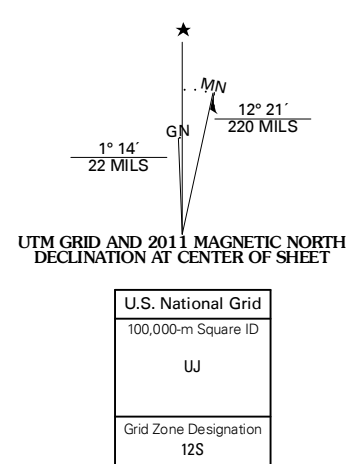 ★
MN
GN
12° 21´
220 MILS
1° 14´
22 MILS
UTM GRID AND 2011 MAGNETIC NORTH
DECLINATION AT CENTER OF SHEET
U.S. National Grid
100,000-m Square ID
UJ
Grid Zone Designation
12S